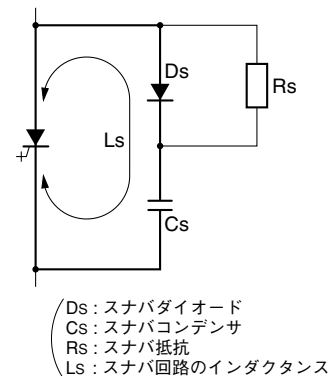 Ds
Rs
Ls
Cs
Ds : スナバダイオード
Cs : スナバコンデンサ
Rs : スナバ抵抗
Ls : スナバ回路のインダクタンス